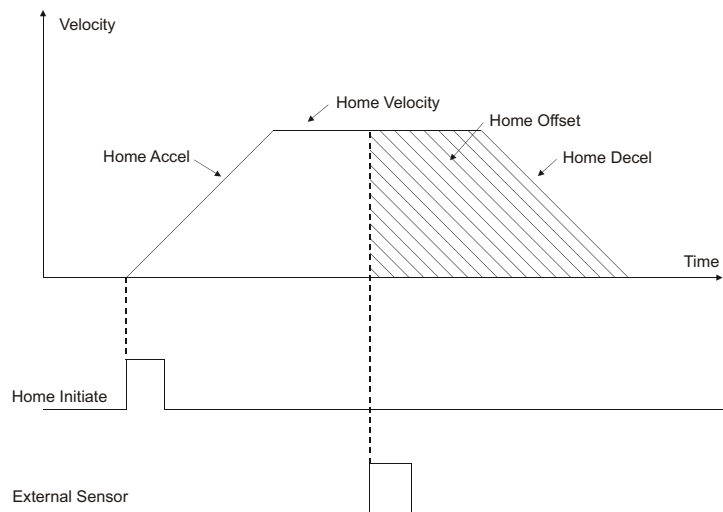 Velocity
Home Velocity
Home Offset
Home Accel
Home Decel
Time
Home Initiate
External Sensor